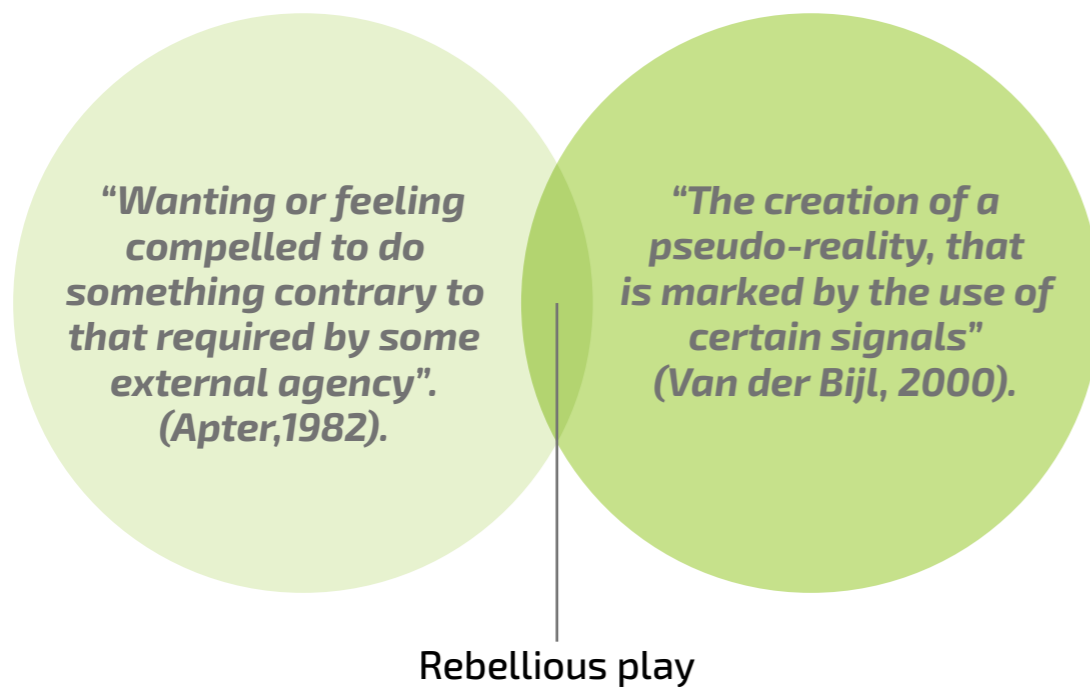 “Wanting or feeling
compelled to do
something contrary to
that required by some
external agency”.
(Apter,1982).
“The creation of a
pseudo-reality, that
is marked by the use of
certain signals”
(Van der Bijl, 2000).
Rebellious play